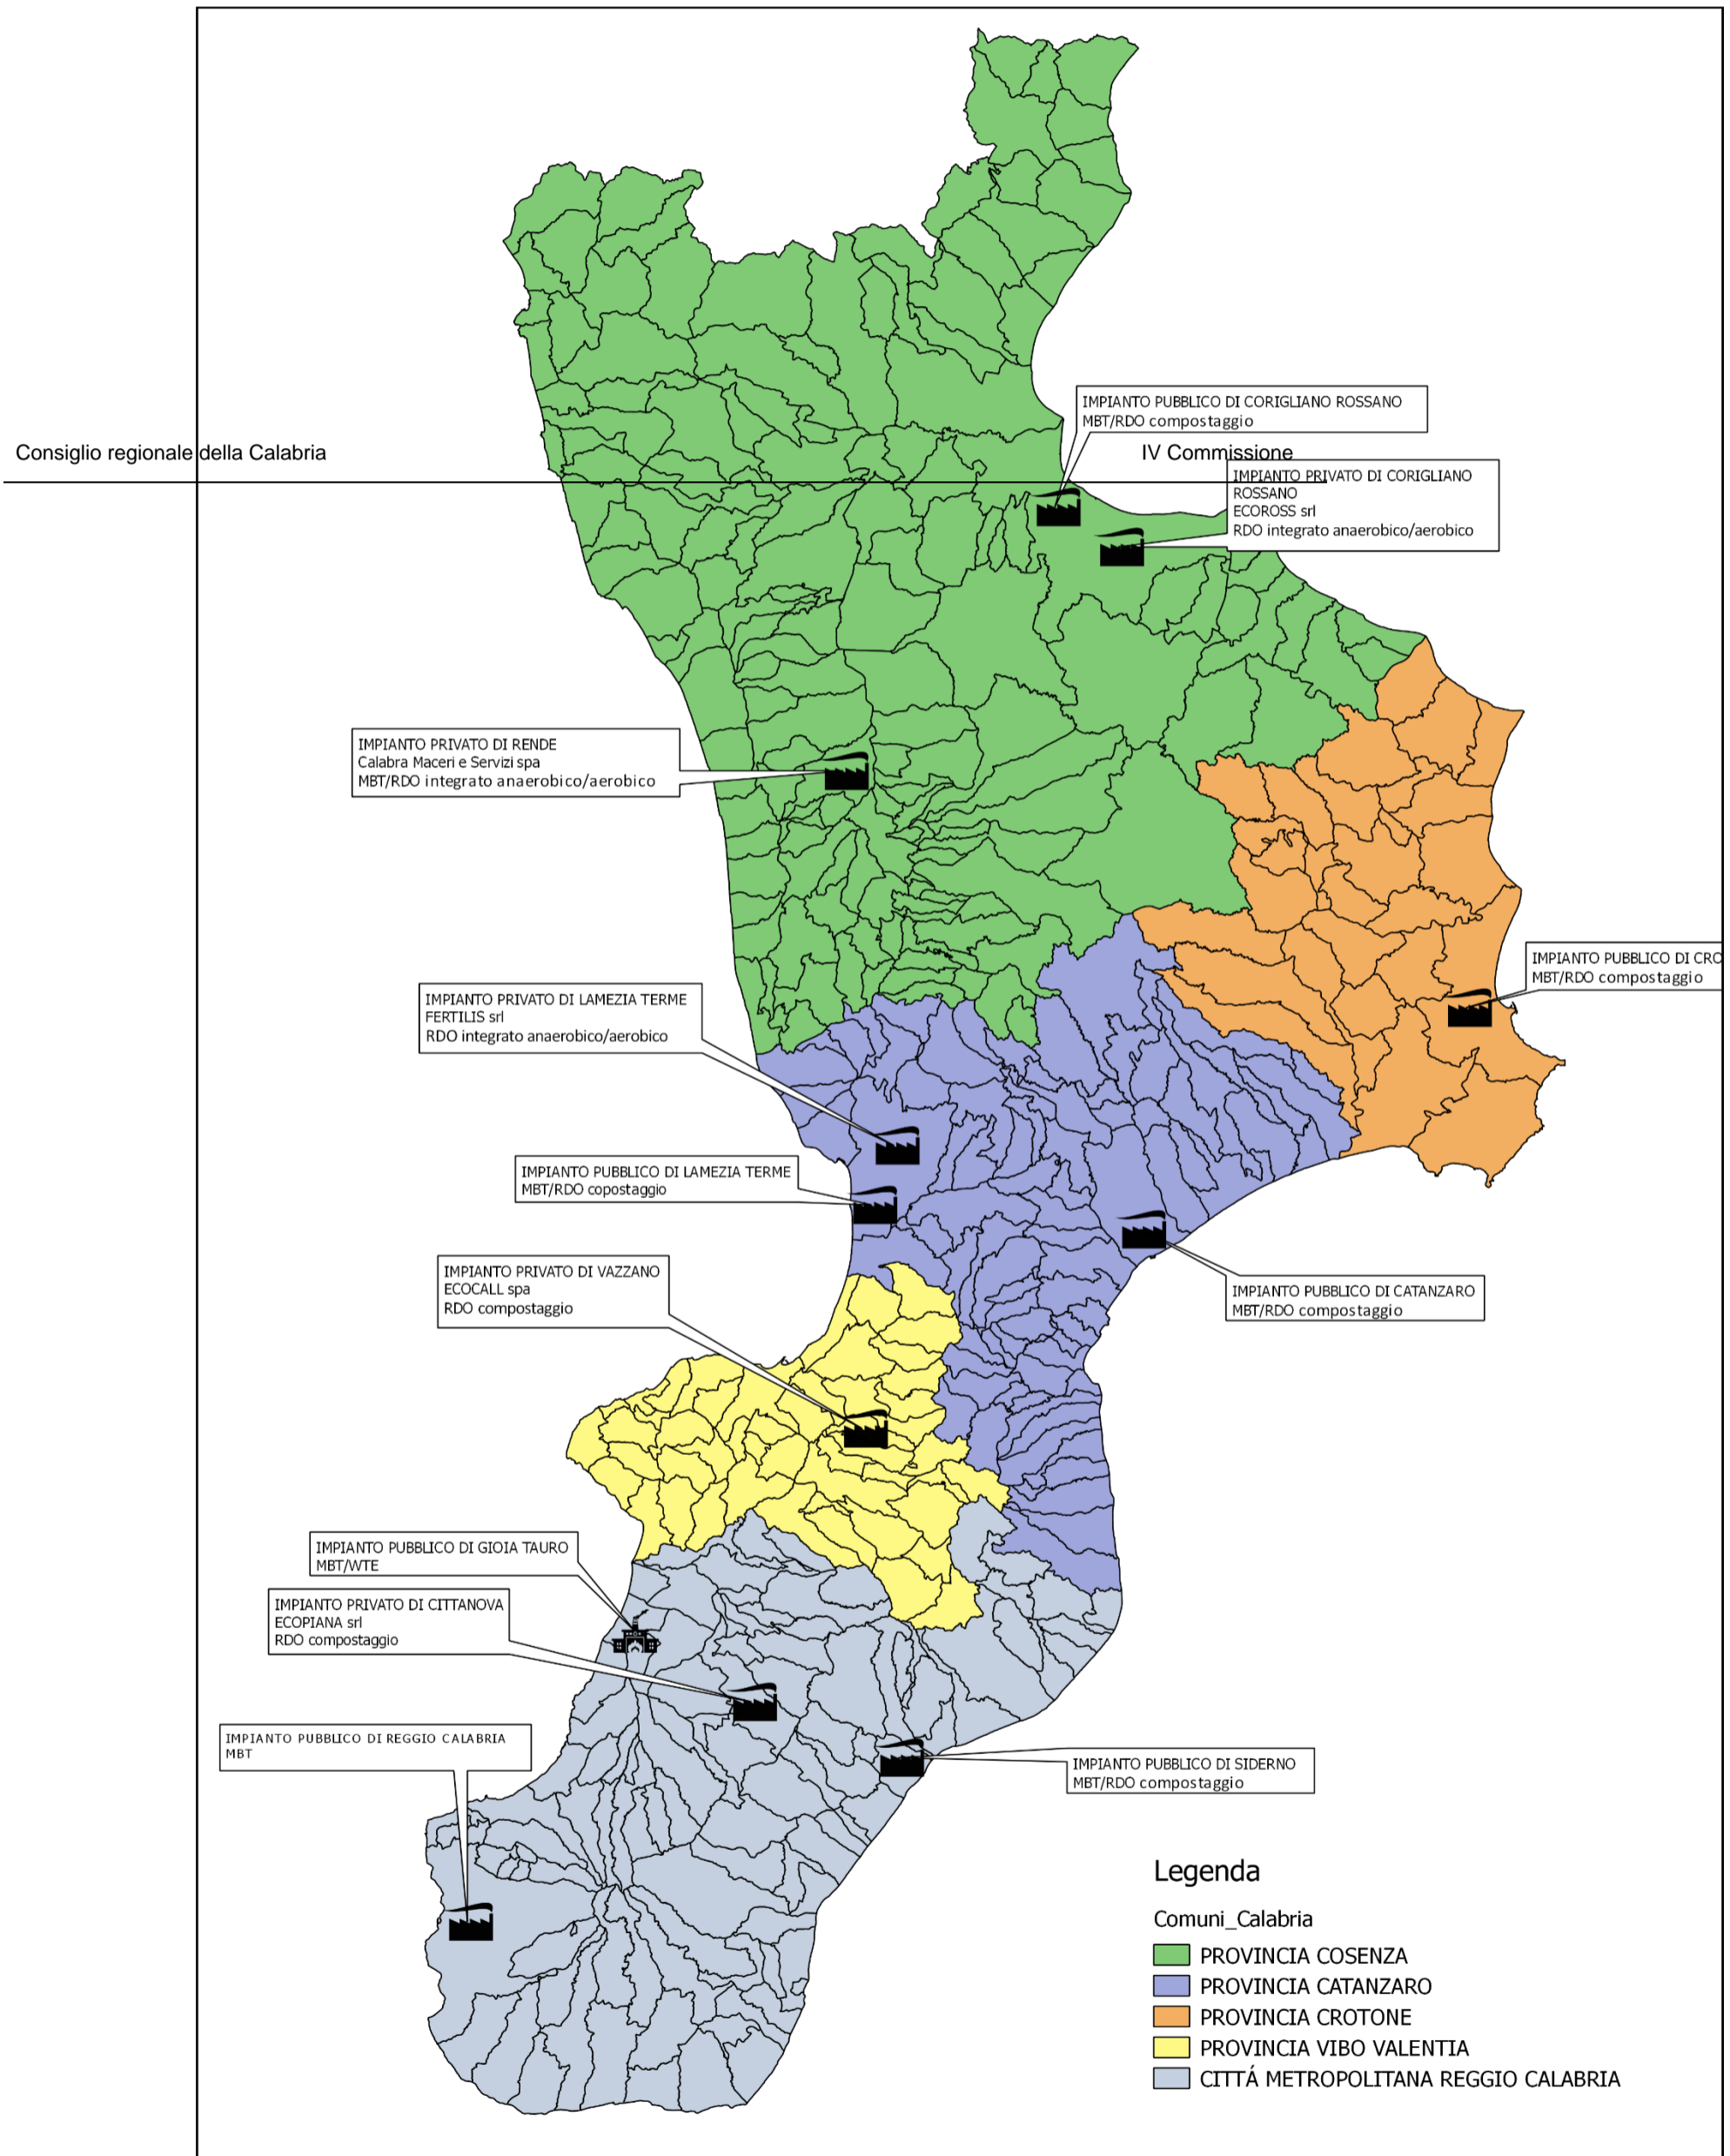 IMPIANTO PUBBLICO DI CORIGLIANO ROSSANO
MBT/RDO compostaggio
Consiglio regionale della Calabria
IV Commissione
IMPIANTO PRIVATO DI CORIGLIANO
ROSSANO
ECOROSS srl
RDO integrato anaerobico/aerobico
IMPIANTO PRIVATO DI RENDE
Calabra Maceri e Servizi spa
MBT/RDO integrato anaerobico/aerobico
IMPIANTO PUBBLICO DI CRO
MBT/RDO compostaggio
IMPIANTO PRIVATO DI LAMEZIA TERME
FERTILIS srl
RDO integrato anaerobico/aerobico
IMPIANTO PUBBLICO DI LAMEZIA TERME
MBT/RDO copostaggio
IMPIANTO PRIVATO DI VAZZANO
ECOCALL spa
RDO compostaggio
IMPIANTO PUBBLICO DI CATANZARO
MBT/RDO compostaggio
IMPIANTO PUBBLICO DI GIOIA TAURO
MBT/WTE
IMPIANTO PRIVATO DI CITTANOVA
ECOPIANA srl
RDO compostaggio
IMPIANTO PUBBLICO DI REGGIO CALABRIA
MBT
IMPIANTO PUBBLICO DI SIDERNO
MBT/RDO compostaggio
Legenda
Comuni_Calabria
PROVINCIA COSENZA
PROVINCIA CATANZARO
PROVINCIA CROTONE
PROVINCIA VIBO VALENTIA
CITTÁ METROPOLITANA REGGIO CALABRIA